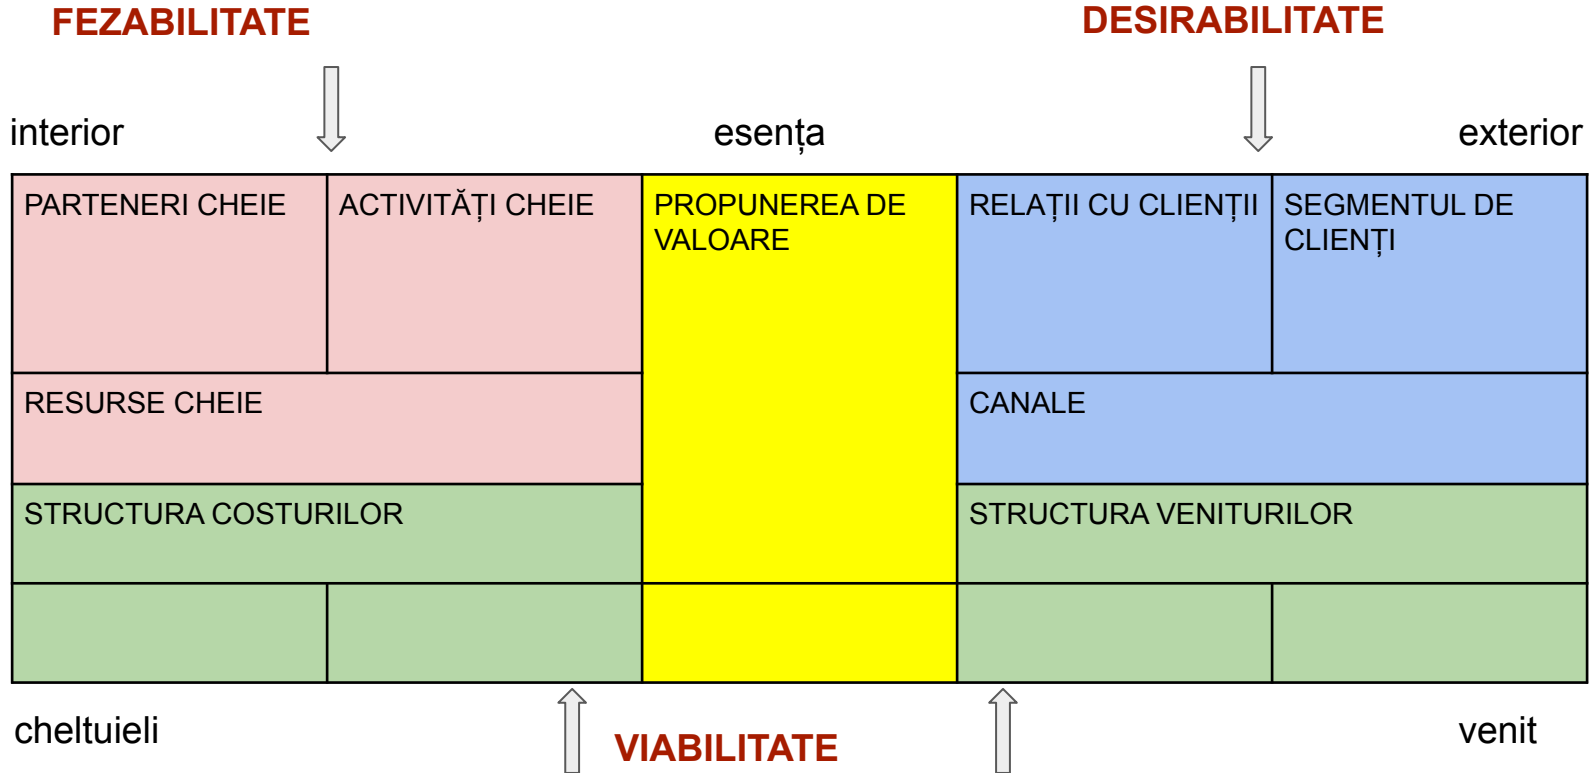 FEZABILITATE
DESIRABILITATE
interior
esența
exterior
PARTENERI CHEIE
ACTIVITĂȚI CHEIE
PROPUNEREA DE
VALOARE
RELAȚII CU CLIENȚII
SEGMENTUL DE
CLIENȚI
RESURSE CHEIE
CANALE
STRUCTURA COSTURILOR
STRUCTURA VENITURILOR
cheltuieli
VIABILITATE
venit